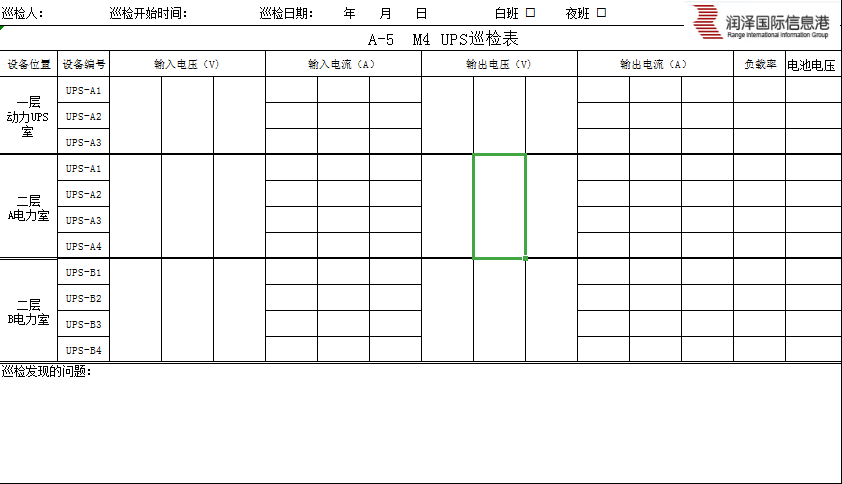 巡检人： 巡检开始时间： 巡检日期： 年 月 日 白班 □ 夜班 □
润泽国际信息港
Range International Information Group
A-5 M4 UPS巡检表
设备位置 设备编号 输入电压（V） 输入电流（A） 输出电压（V） 输出电流（A） 负载率 电池电压
一层
动力UPS
室
UPS-A1
UPS-A2
UPS-A3
二层
A电力室
UPS-A1
UPS-A2
UPS-A3
UPS-A4
二层
B电力室
UPS-B1
UPS-B2
UPS-B3
UPS-B4
巡检发现的问题：